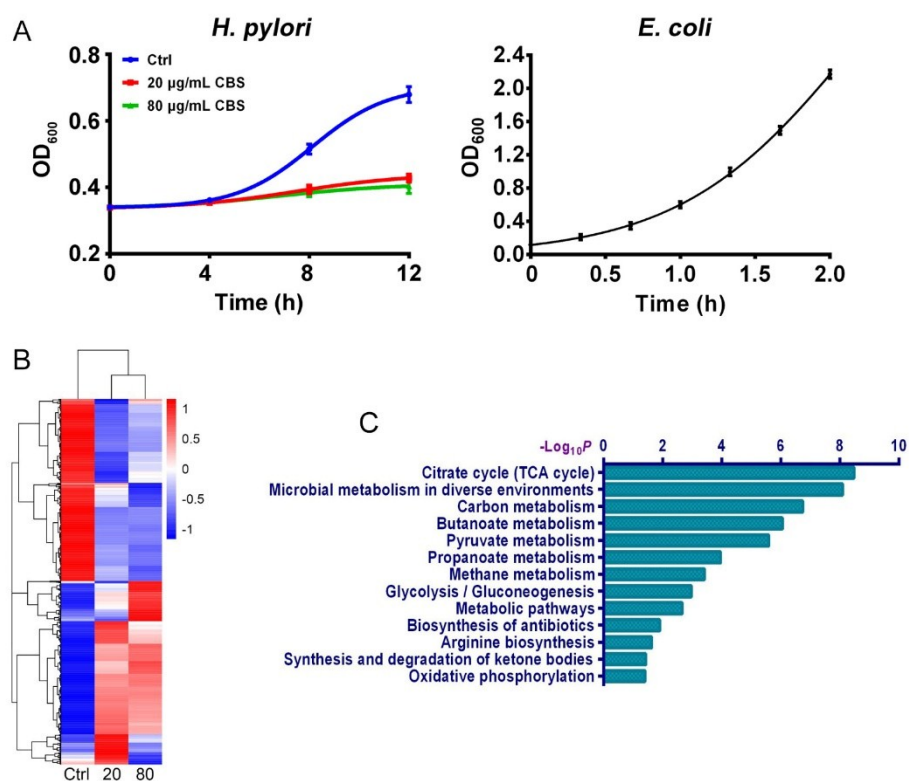 A
H. pylori
E. coli
OD600
0.8
0.6
0.4
0.2
Ctrl
20 µg/mL CBS
80 µg/mL CBS
0 4 8 12
Time (h)
OD600
2.4
2.0
1.6
1.2
0.8
0.4
0.0
0 0.5 1.0 1.5 2.0
Time (h)
B
1
0.5
0
-0.5
-1
Ctrl 20 80
C
-Log10P
0 2 4 6 8 10
Citrate cycle (TCA cycle)
Microbial metabolism in diverse environments
Carbon metabolism
Butanoate metabolism
Pyruvate metabolism
Propanoate metabolism
Methane metabolism
Glycolysis / Gluconeogenesis
Metabolic pathways
Biosynthesis of antibiotics
Arginine biosynthesis
Synthesis and degradation of ketone bodies
Oxidative phosphorylation